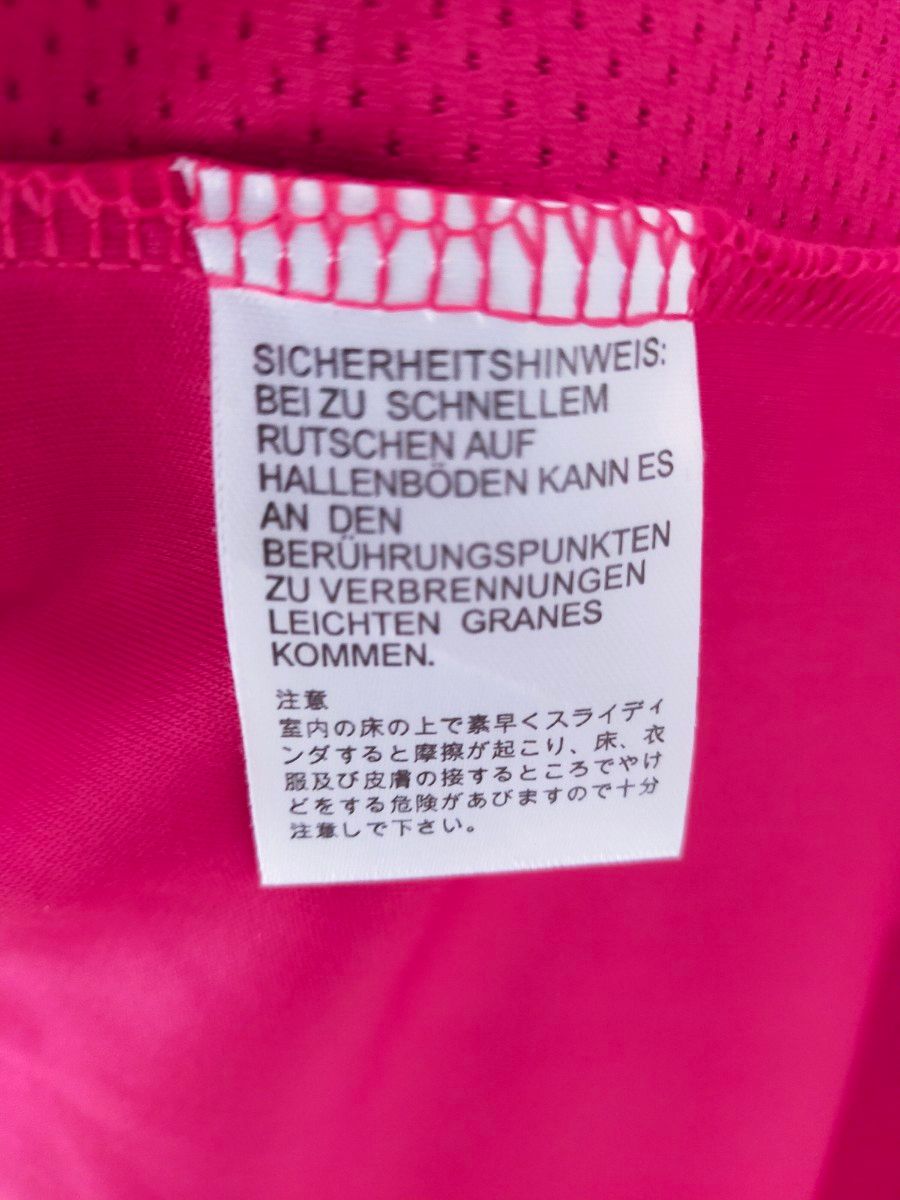 SICHERHEITSHINWEIS:
BEI ZU SCHNELLEM
RUTSCHEN AUF
HALLENBÖDEN KANN ES
AN DEN
BERÜHRUNGSPUNKTEN
ZU VERBRENNUNGEN
LEICHTEN GRANES
KOMMEN.
注意
室内の床の上で素早くスライディ
ンダすると摩擦が起こり、床、衣
服及び皮膚の接するところでやけ
どをする危険があびますので十分
注意しで下さい。